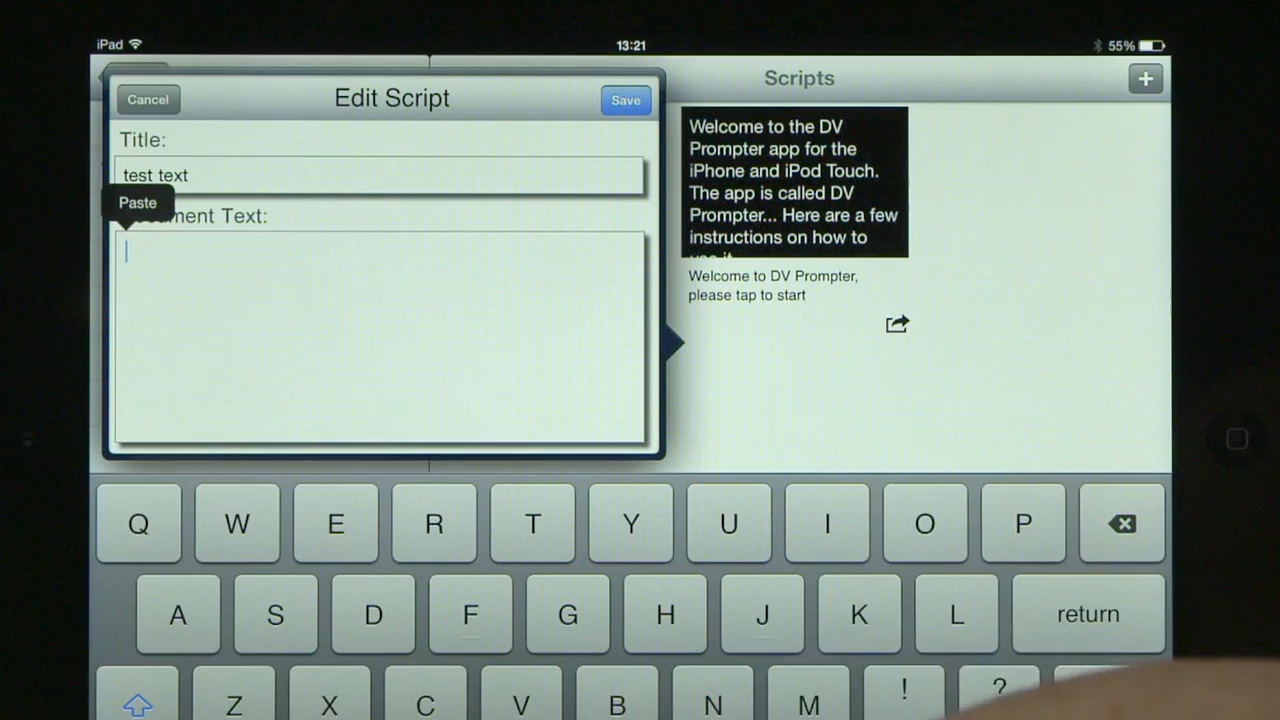 iPad 13:21 55%
Cancel Edit Script Save
Scripts +
Title:
test text
Paste
ument Text:
Welcome to the DV
Prompter app for the
iPhone and iPod Touch.
The app is called DV
Prompter... Here are a few
instructions on how to
use it
Welcome to DV Prompter,
please tap to start
Q W E R T Y U I O P
A S D F G H J K L return
Z X C V B N M ! ?